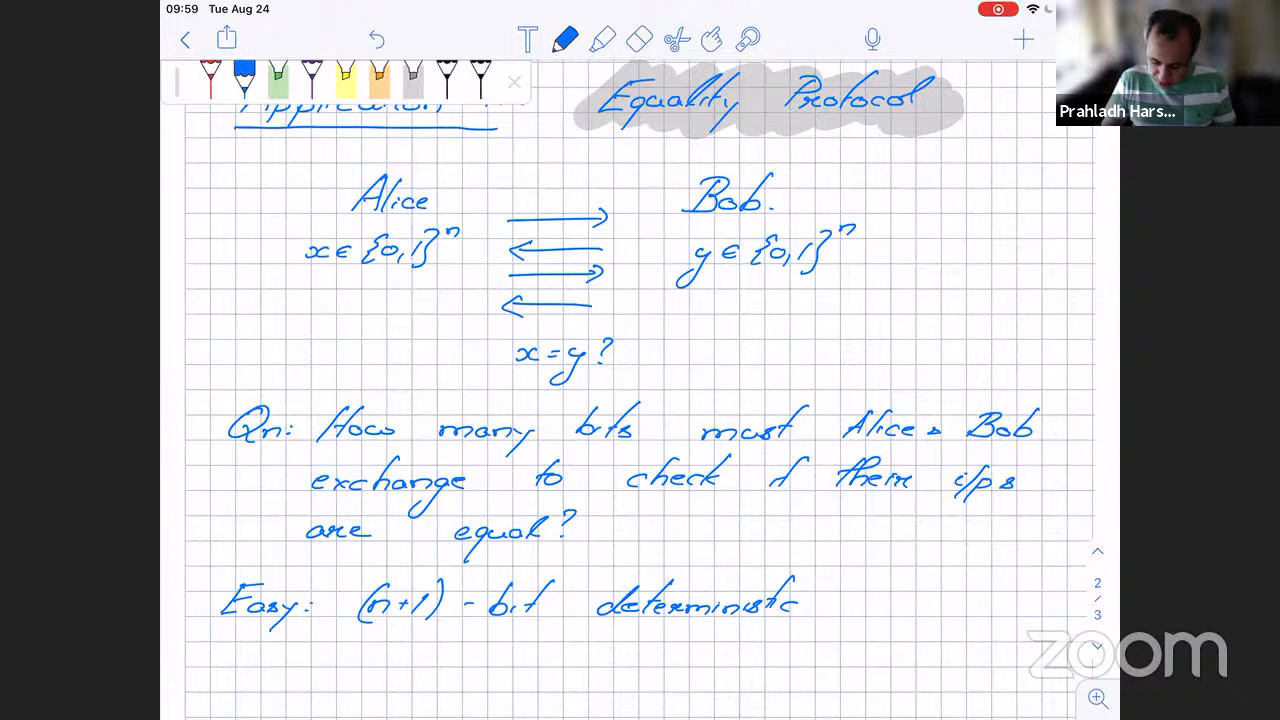 09:59 Tue Aug 24
Application
Equality Protocol
Prahladh Hars...
Alice Bob.
x ∈ {0,1}^n y ∈ {0,1}^n
x = y?
Qn: How many bits must Alice & Bob
exchange to check if their i/ps
are equal?
Easy: (n+1) - bit deterministic
2
3
zoom